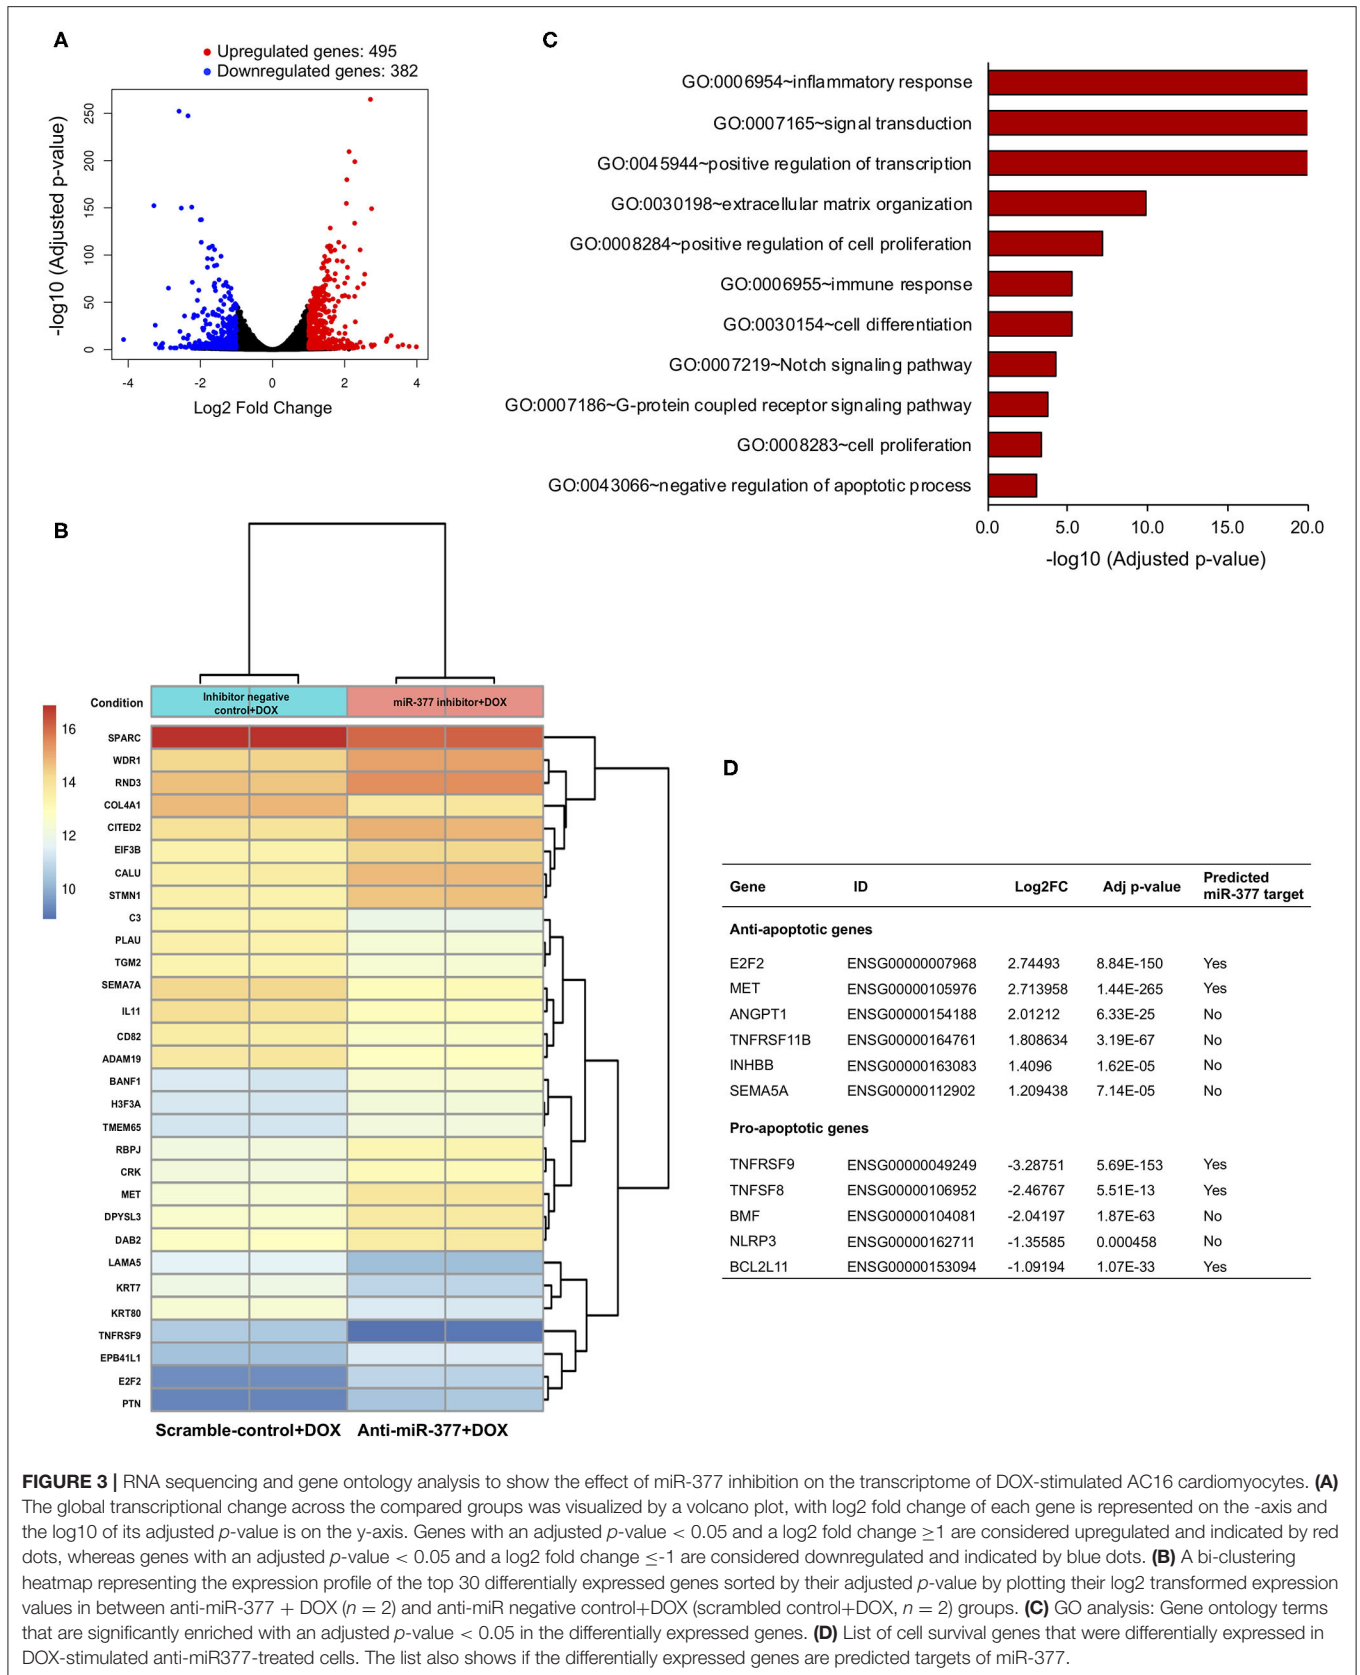 A
Upregulated genes: 495
Downregulated genes: 382
-log10 (Adjusted p-value)
250
200
150
100
50
0
-4 -2 0 2 4
Log2 Fold Change
C
GO:0006954~inflammatory response
GO:0007165~signal transduction
GO:0045944~positive regulation of transcription
GO:0030198~extracellular matrix organization
GO:0008284~positive regulation of cell proliferation
GO:0006955~immune response
GO:0030154~cell differentiation
GO:0007219~Notch signaling pathway
GO:0007186~G-protein coupled receptor signaling pathway
GO:0008283~cell proliferation
GO:0043066~negative regulation of apoptotic process
0.0 5.0 10.0 15.0 20.0
-log10 (Adjusted p-value)
B
Condition
Inhibitor negative
control+DOX
miR-377 inhibitor+DOX
16
14
12
10
SPARC
WDR1
RND3
COL4A1
CITED2
EIF3B
CALU
STMN1
C3
PLAU
TGM2
SEMA7A
IL11
CD82
ADAM19
BANF1
H3F3A
TMEM65
RBPJ
CRK
MET
DPYSL3
DAB2
LAMA5
KRT7
KRT80
TNFRSF9
EPB41L1
E2F2
PTN
Scramble-control+DOX Anti-miR-377+DOX
D
Gene ID Log2FC Adj p-value Predicted
miR-377 target
Anti-apoptotic genes
E2F2 ENSG00000007968 2.74493 8.84E-150 Yes
MET ENSG00000105976 2.713958 1.44E-265 Yes
ANGPT1 ENSG00000154188 2.01212 6.33E-25 No
TNFRSF11B ENSG00000164761 1.808634 3.19E-67 No
INHBB ENSG00000163083 1.4096 1.62E-05 No
SEMA5A ENSG00000112902 1.209438 7.14E-05 No
Pro-apoptotic genes
TNFRSF9 ENSG00000049249 -3.28751 5.69E-153 Yes
TNFSF8 ENSG00000106952 -2.46767 5.51E-13 Yes
BMF ENSG00000104081 -2.04197 1.87E-63 No
NLRP3 ENSG00000162711 -1.35585 0.000458 No
BCL2L11 ENSG00000153094 -1.09194 1.07E-33 Yes
FIGURE 3 | RNA sequencing and gene ontology analysis to show the effect of miR-377 inhibition on the transcriptome of DOX-stimulated AC16 cardiomyocytes. (A)
The global transcriptional change across the compared groups was visualized by a volcano plot, with log2 fold change of each gene is represented on the -axis and
the log10 of its adjusted p-value is on the y-axis. Genes with an adjusted p-value < 0.05 and a log2 fold change ≥1 are considered upregulated and indicated by red
dots, whereas genes with an adjusted p-value < 0.05 and a log2 fold change ≤-1 are considered downregulated and indicated by blue dots. (B) A bi-clustering
heatmap representing the expression profile of the top 30 differentially expressed genes sorted by their adjusted p-value by plotting their log2 transformed expression
values in between anti-miR-377 + DOX (n = 2) and anti-miR negative control+DOX (scrambled control+DOX, n = 2) groups. (C) GO analysis: Gene ontology terms
that are significantly enriched with an adjusted p-value < 0.05 in the differentially expressed genes. (D) List of cell survival genes that were differentially expressed in
DOX-stimulated anti-miR377-treated cells. The list also shows if the differentially expressed genes are predicted targets of miR-377.